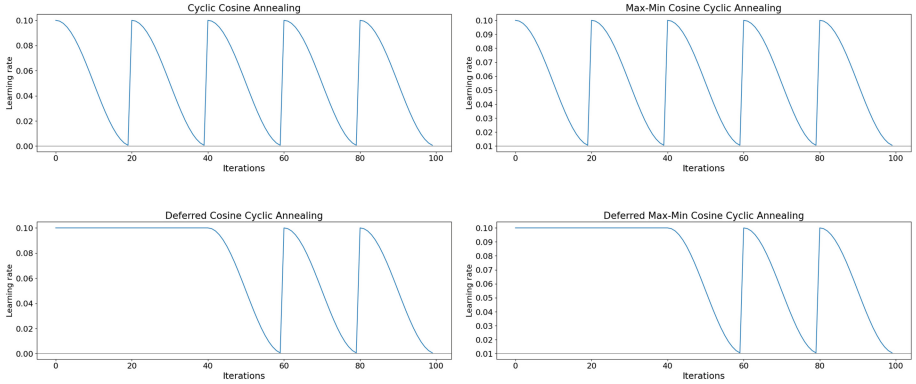 Cyclic Cosine Annealing
Learning rate
0.10
0.08
0.06
0.04
0.02
0.00
0 20 40 60 80 100
Iterations
Max-Min Cosine Cyclic Annealing
Learning rate
0.10
0.09
0.08
0.07
0.06
0.05
0.04
0.03
0.02
0.01
0 20 40 60 80 100
Iterations
Deferred Cosine Cyclic Annealing
Learning rate
0.10
0.08
0.06
0.04
0.02
0.00
0 20 40 60 80 100
Iterations
Deferred Max-Min Cosine Cyclic Annealing
Learning rate
0.10
0.09
0.08
0.07
0.06
0.05
0.04
0.03
0.02
0.01
0 20 40 60 80 100
Iterations